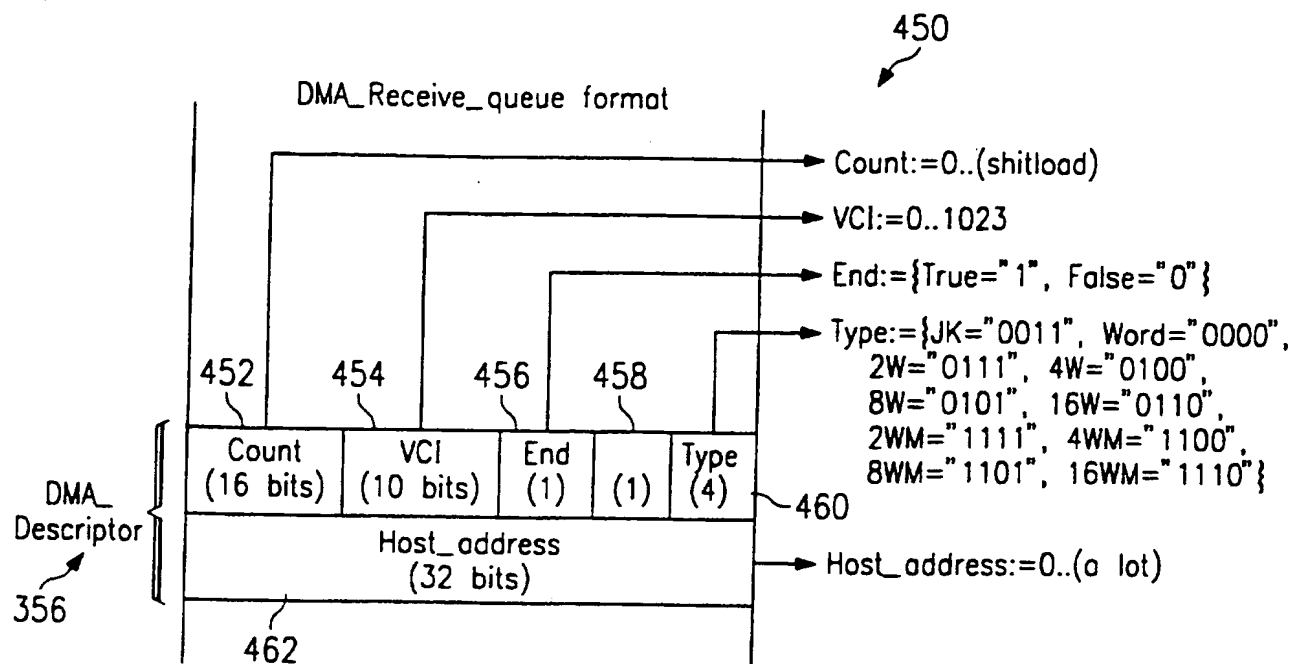 450
DMA_Receive_queue format
Count:=0..(shitload)
VCI:=0..1023
End:={True="1", False="0"}
Type:={JK="0011", Word="0000",
2W="0111", 4W="0100",
8W="0101", 16W="0110",
2WM="1111", 4WM="1100",
8WM="1101", 16WM="1110"}
452
454
456
458
Count
(16 bits)
VCI
(10 bits)
End
(1)
(1)
Type
(4)
460
DMA_
Descriptor
356
Host_address
(32 bits)
Host_address:=0..(a lot)
462